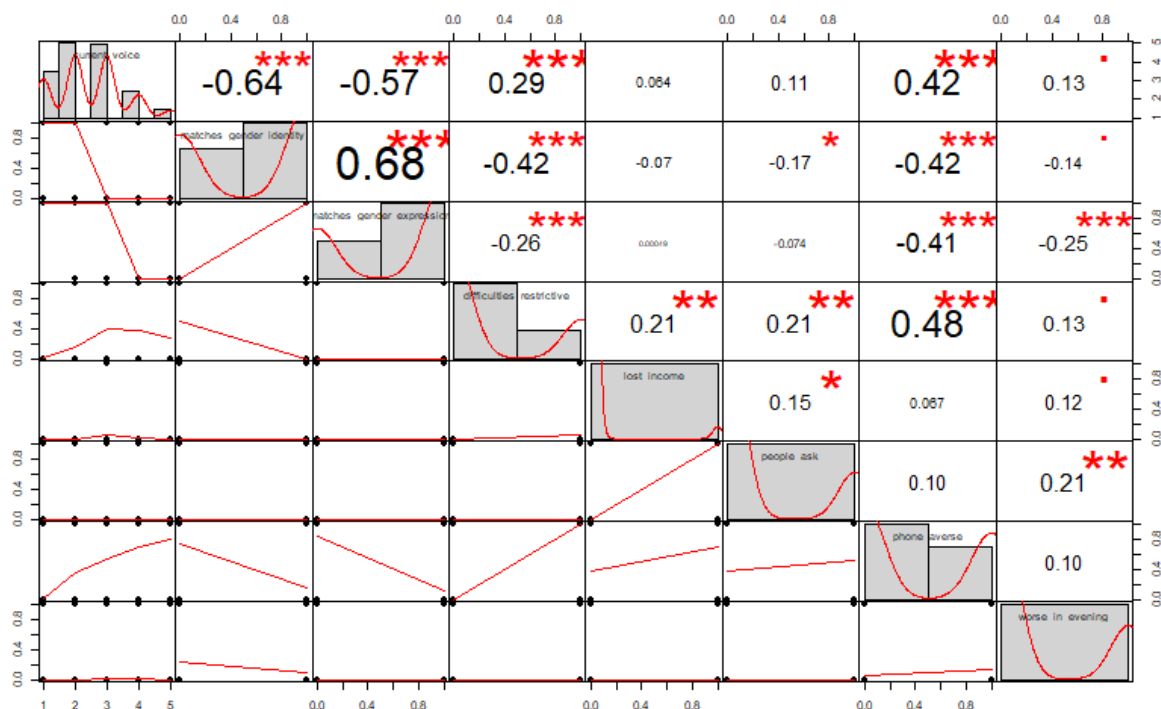 0.0 0.4 0.8 0.0 0.4 0.8 0.0 0.4 0.8 0.0 0.4 0.8
current voice -0.64 *** -0.57 *** 0.29 *** 0.064 0.11 0.42 *** 0.13 . 1 2 3 4 5
0.0 0.4 0.8 matches gender identity 0.68 *** -0.42 *** -0.07 -0.17 * -0.42 *** -0.14 .
matches gender expression -0.26 *** 0.00049 -0.074 -0.41 *** -0.25 *** 0.0 0.4 0.8
0.0 0.4 0.8 difficulties restrictive 0.21 ** 0.21 ** 0.48 *** 0.13 .
lost income 0.15 * 0.067 0.12 . 0.0 0.4 0.8
0.0 0.4 0.8 people ask 0.10 0.21 **
phone averse 0.10 0.0 0.4 0.8
0.0 0.4 0.8 worse in evening
1 2 3 4 5 0.0 0.4 0.8 0.0 0.4 0.8 0.0 0.4 0.8